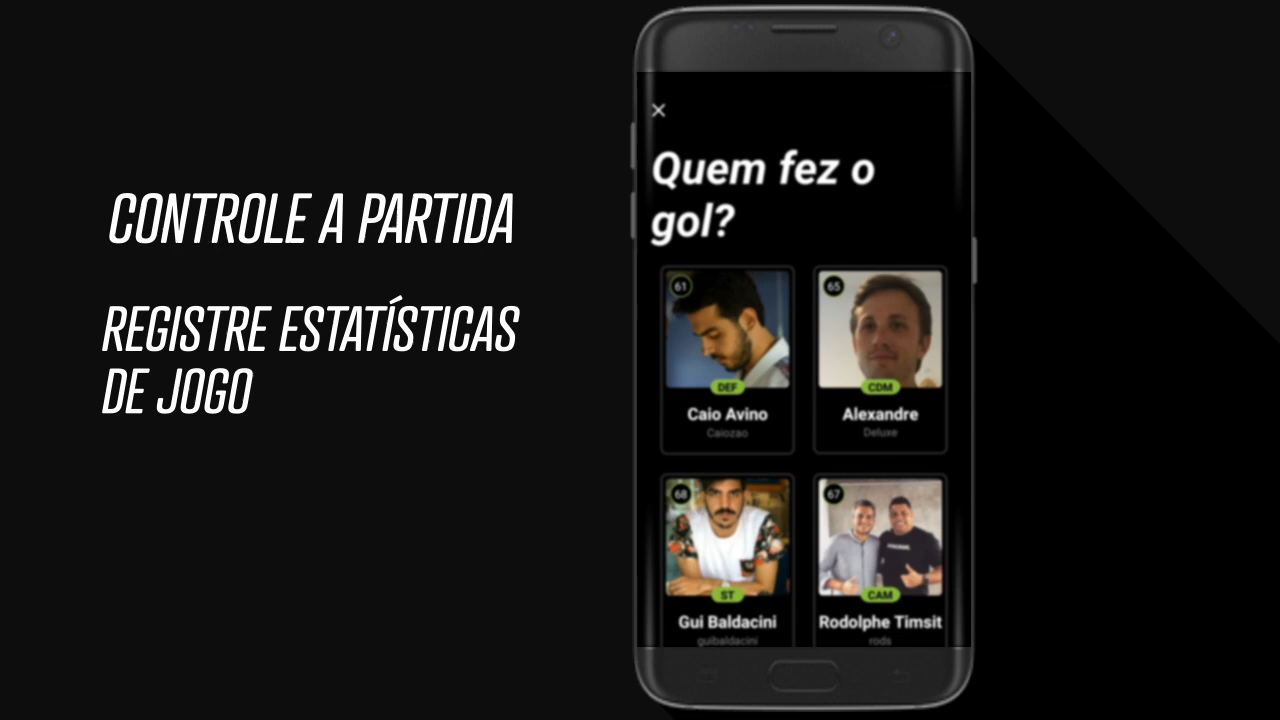 CONTROLE A PARTIDA
REGISTRE ESTATÍSTICAS
DE JOGO
Quem fez o
gol?
61
65
DEF
CDM
Caio Avino
Alexandre
Caiozao
Deluxe
68
67
ST
CAM
Gui Baldacini
Rodolphe Timsit
guibaldacini
rods